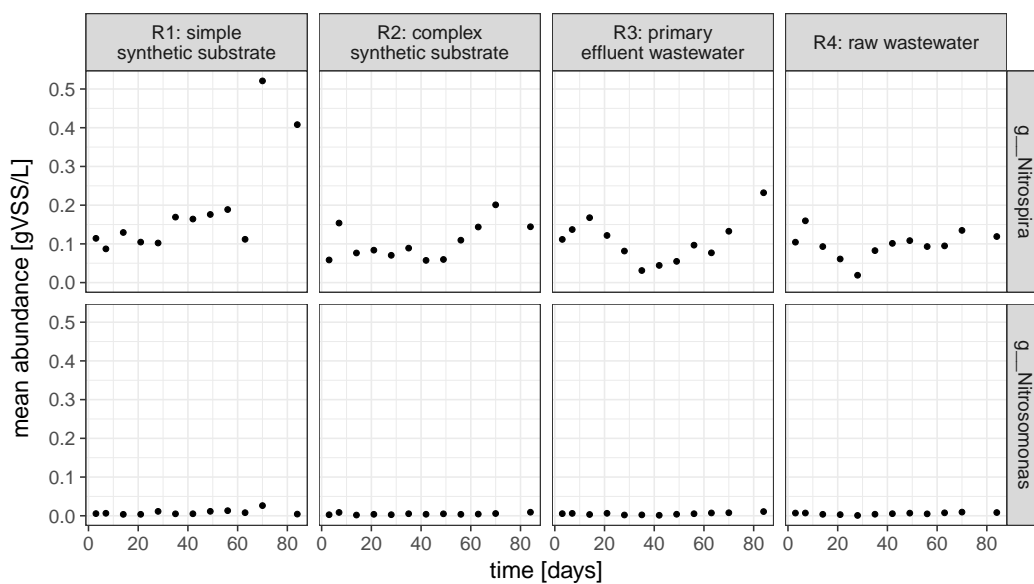 R1: simple
synthetic substrate
R2: complex
synthetic substrate
R3: primary
effluent wastewater
R4: raw wastewater
mean abundance [gVSS/L]
0.5
0.4
0.3
0.2
0.1
0.0
g__Nitrospira
0.5
0.4
0.3
0.2
0.1
0.0
g__Nitrosomonas
0 20 40 60 80
0 20 40 60 80
0 20 40 60 80
0 20 40 60 80
time [days]